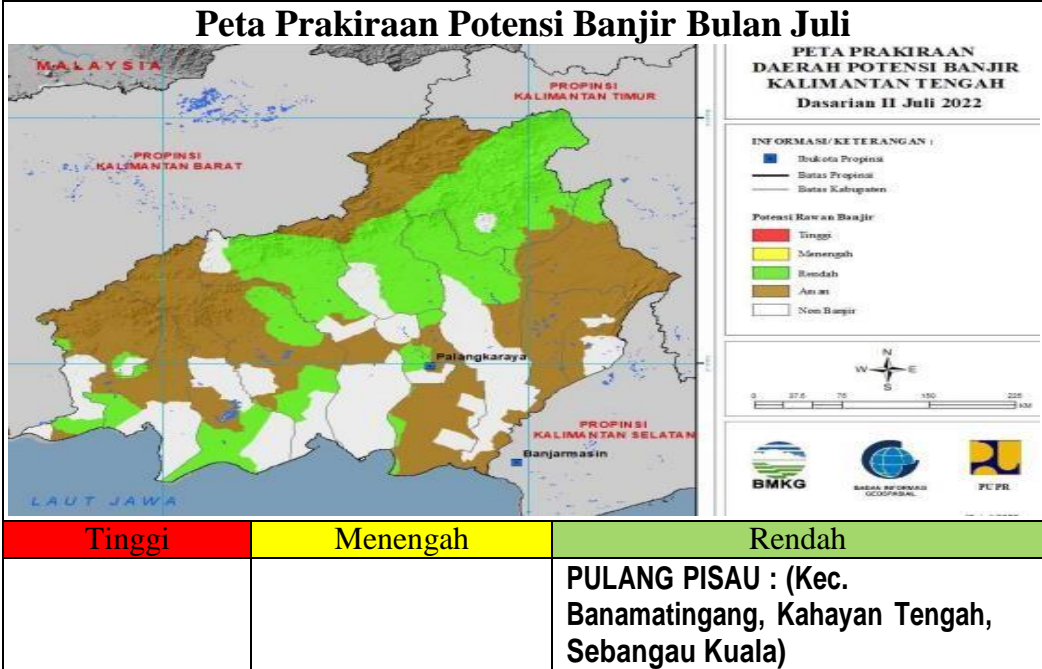 Peta Prakiraan Potensi Banjir Bulan Juli
MALAYSIA
PROPINSI
KALIMANTAN TIMUR
PROPINSI
KALIMANTAN BARAT
Palangkaraya
PROPINSI
KALIMANTAN SELATAN
Banjarmasin
LAUT JAWA
PETA PRAKIRAAN
DAERAH POTENSI BANJIR
KALIMANTAN TENGAH
Dasarian II Juli 2022
INFORMASI/KETERANGAN :
Ibukota Propinsi
Batas Propinsi
Batas Kabupaten
Potensi Rawan Banjir
Tinggi
Menengah
Rendah
Aman
Non Banjir
N
W E
S
0 37.5 75 150 225
KM
BMKG
BADAN INFORMASI
GEOSPASIAL
PUPR
Tinggi Menengah Rendah
PULANG PISAU : (Kec.
Banamatingang, Kahayan Tengah,
Sebangau Kuala)